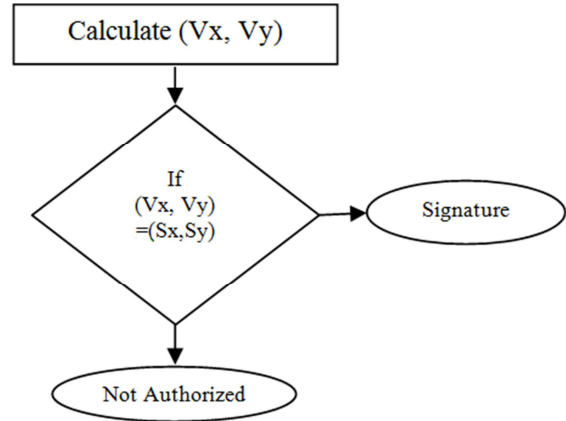 Calculate (Vx, Vy)
If
(Vx, Vy)
=(Sx,Sy)
Signature
Not Authorized